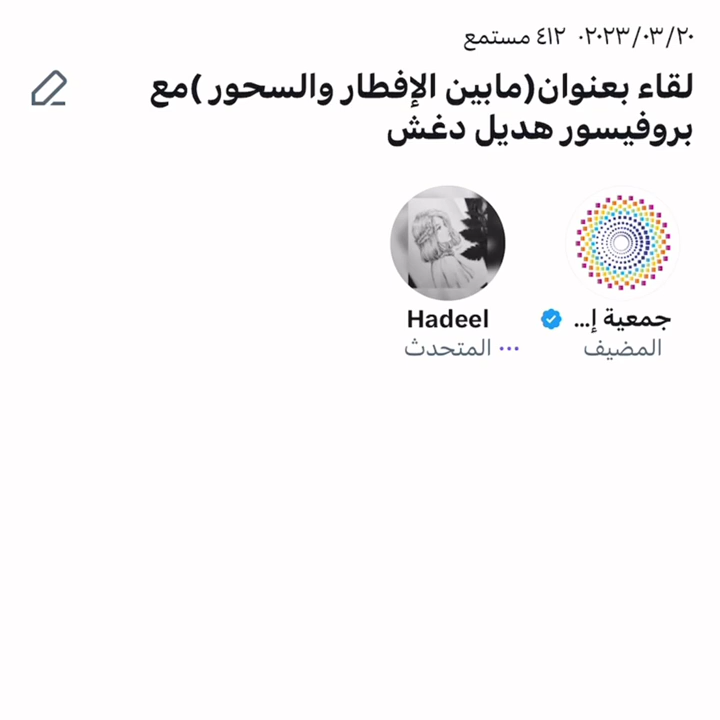 ٢٠٢٣/٠٣/٢٠ · ٤١٢ مستمع
لقاء بعنوان(مابين الإفطار والسحور )مع
بروفيسور هديل دغش
جمعية إ...
Hadeel
المضيف
المتحدث